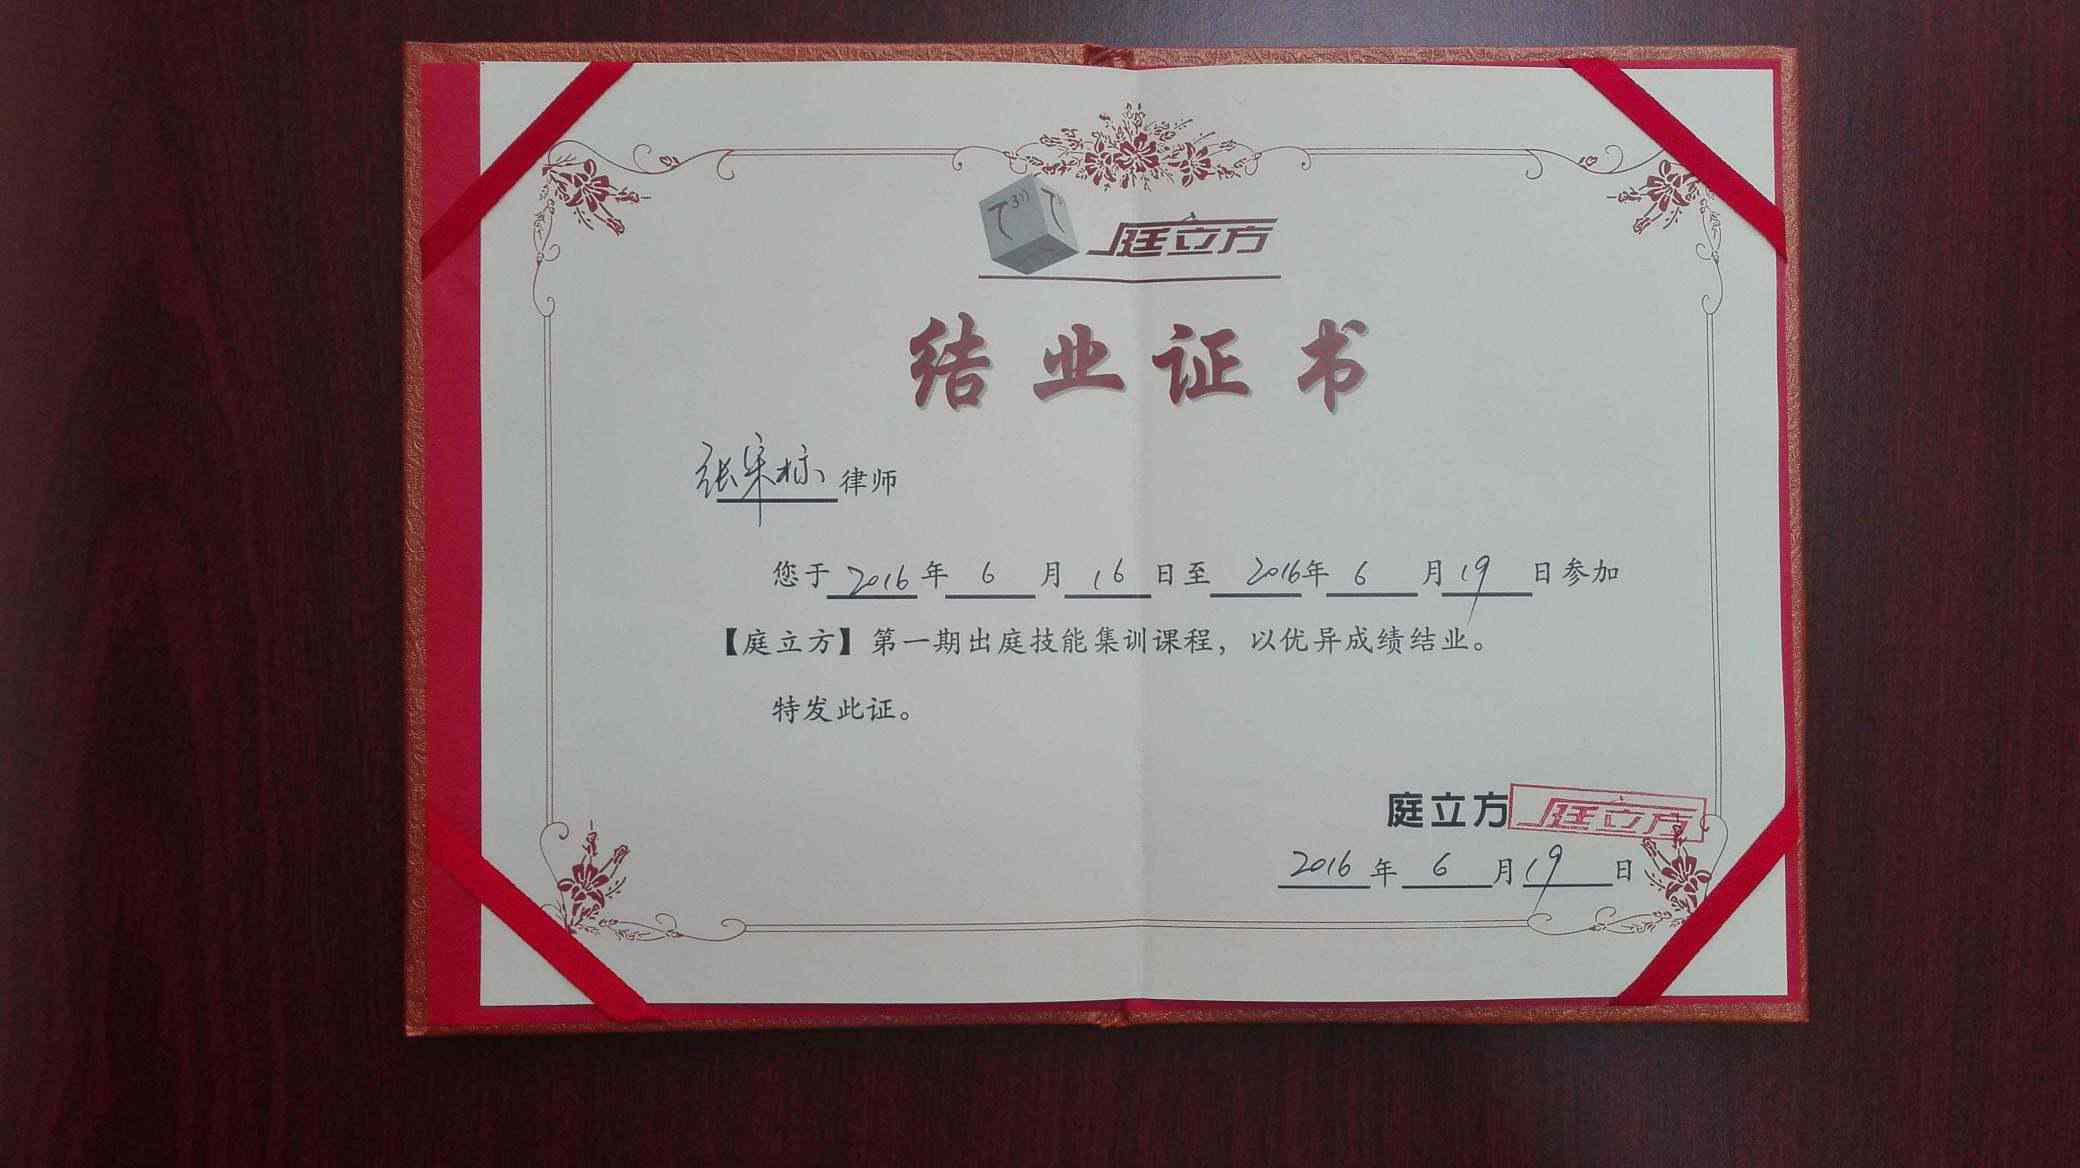 庭立方
结业证书
张宋标律师
您于2016年6月16日至2016年6月19日参加
【庭立方】第一期出庭技能集训课程，以优异成绩结业。
特发此证。
庭立方 庭立方
2016年6月19日